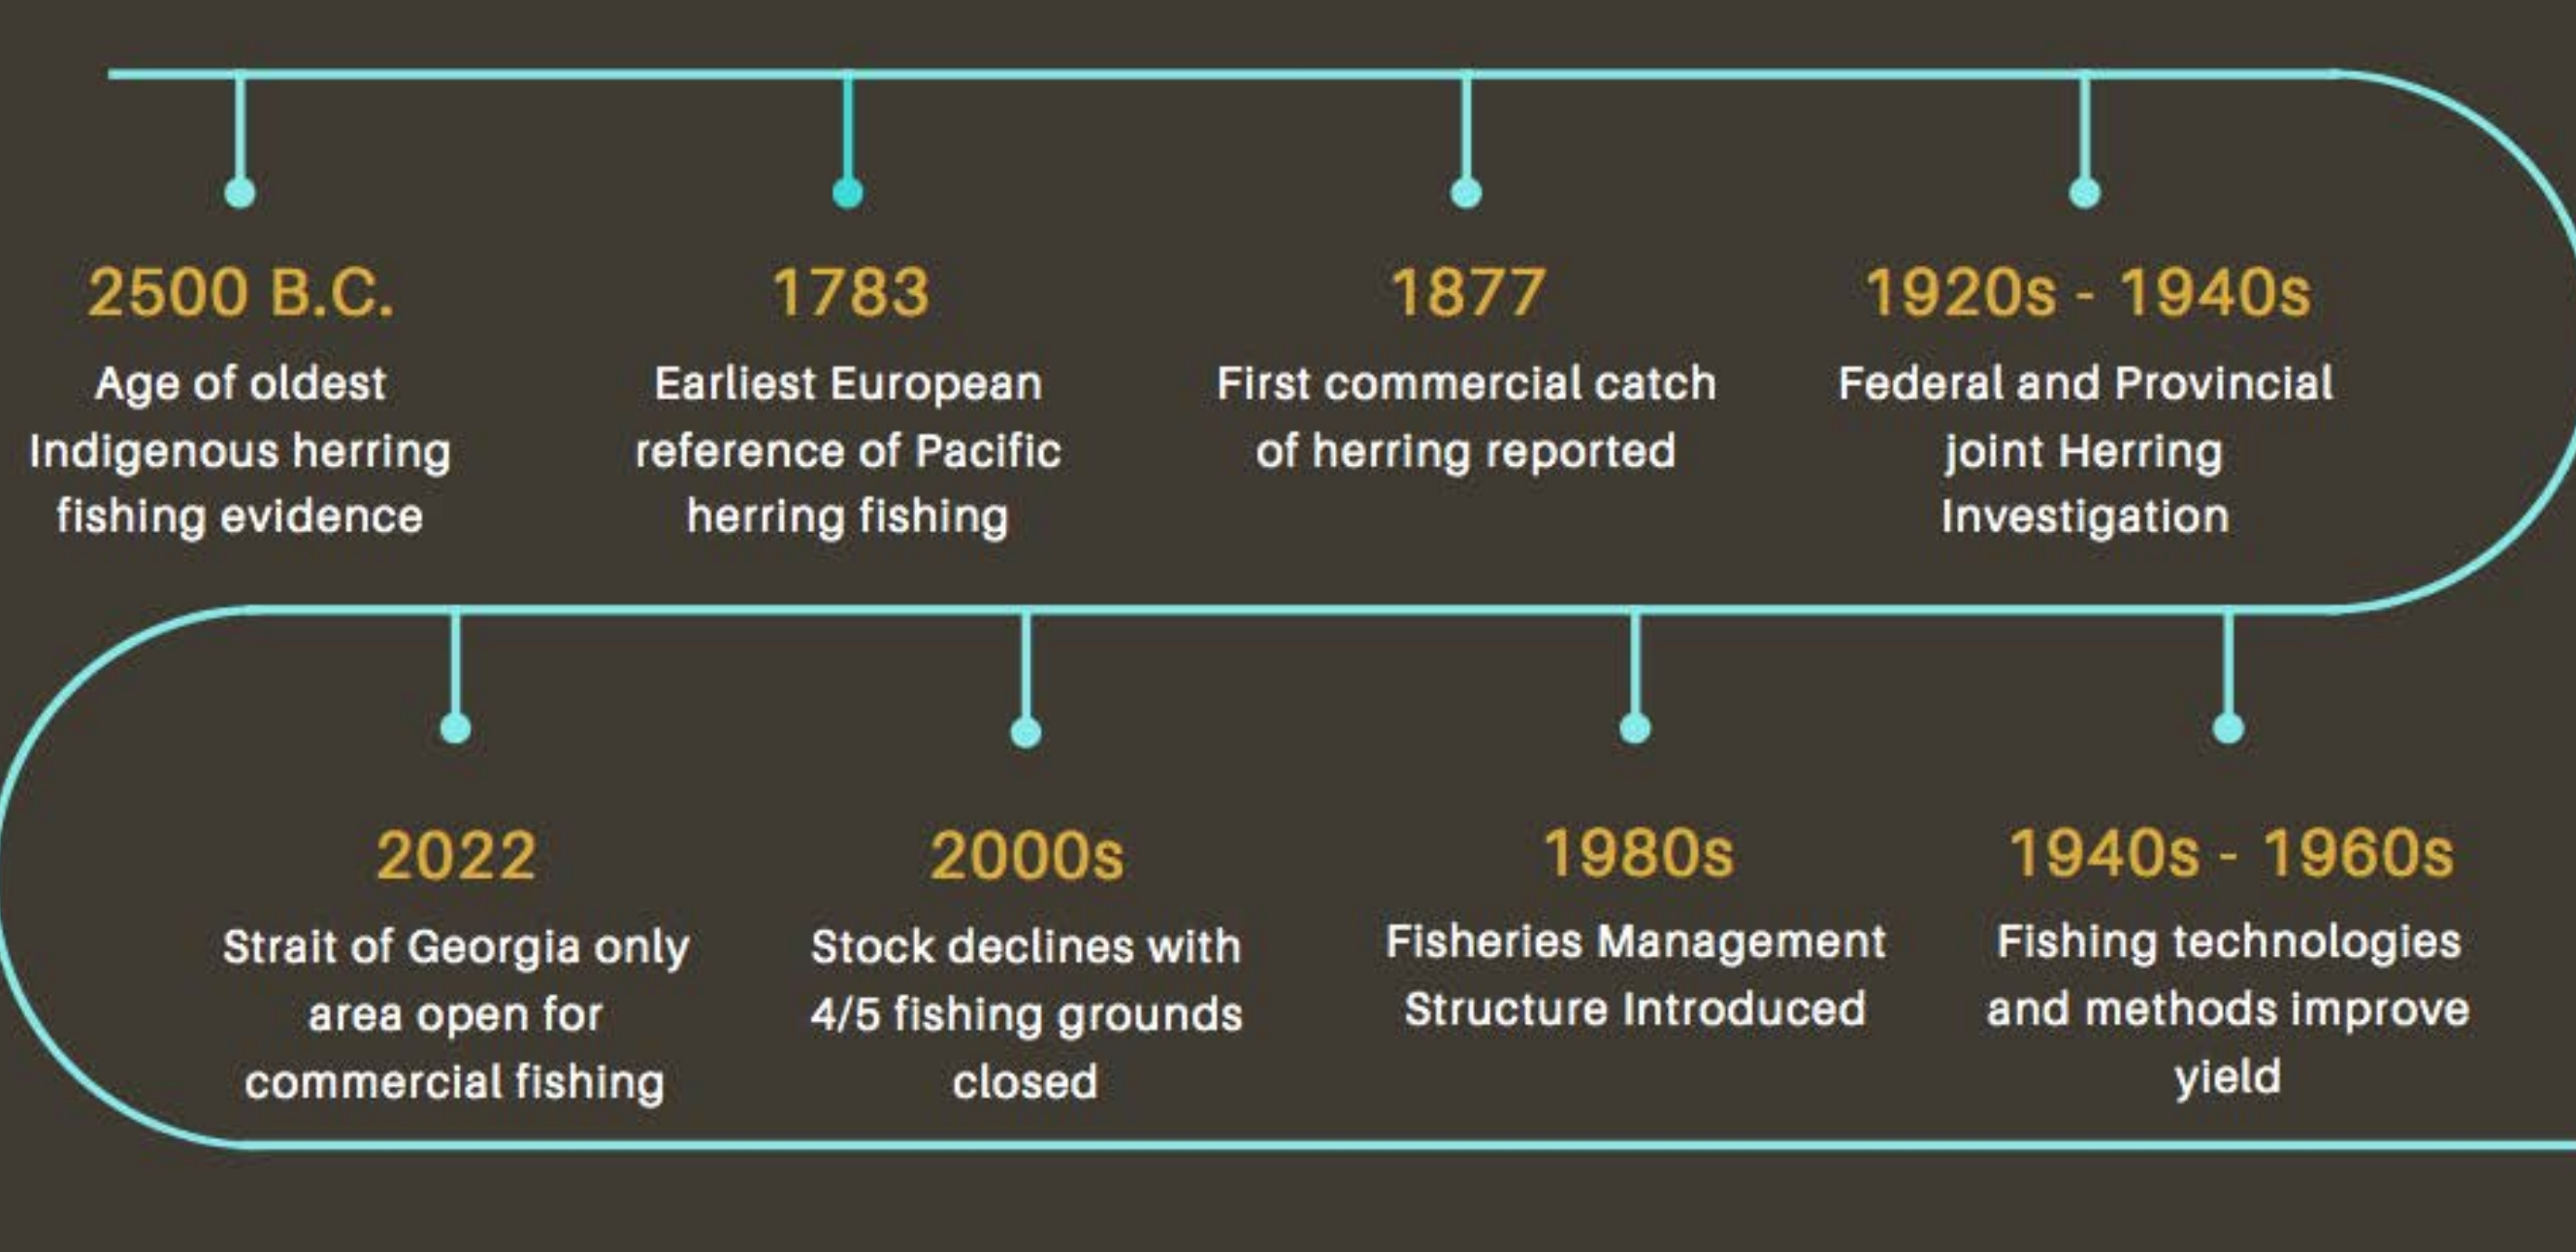 2500 B.C.
Age of oldest
Indigenous herring
fishing evidence
1783
Earliest European
reference of Pacific
herring fishing
1877
First commercial catch
of herring reported
1920s - 1940s
Federal and Provincial
joint Herring
Investigation
2022
Strait of Georgia only
area open for
commercial fishing
2000s
Stock declines with
4/5 fishing grounds
closed
1980s
Fisheries Management
Structure Introduced
1940s - 1960s
Fishing technologies
and methods improve
yield